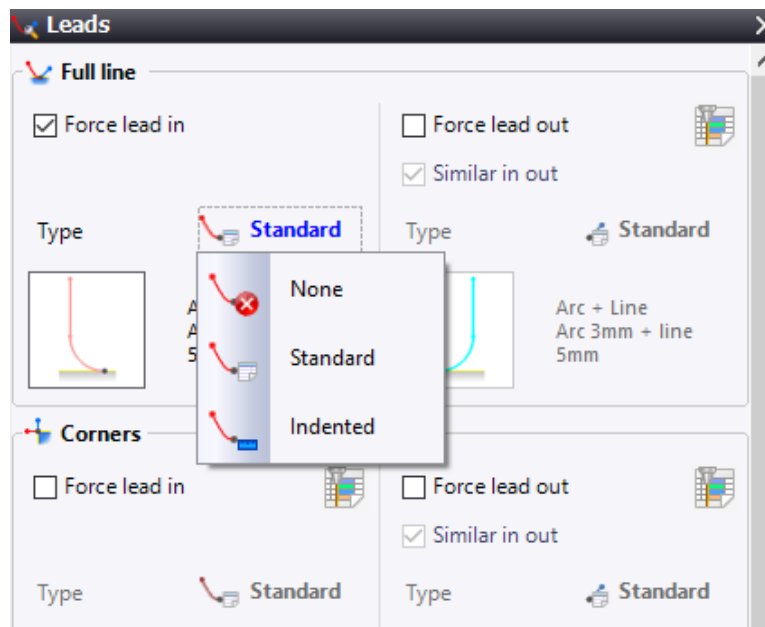 Leads
Full line
Force lead in
Force lead out
Similar in out
Type
Standard
Type
Standard
None
Standard
Indented
A
A
5
Arc + Line
Arc 3mm + line
5mm
Corners
Force lead in
Force lead out
Similar in out
Type
Standard
Type
Standard